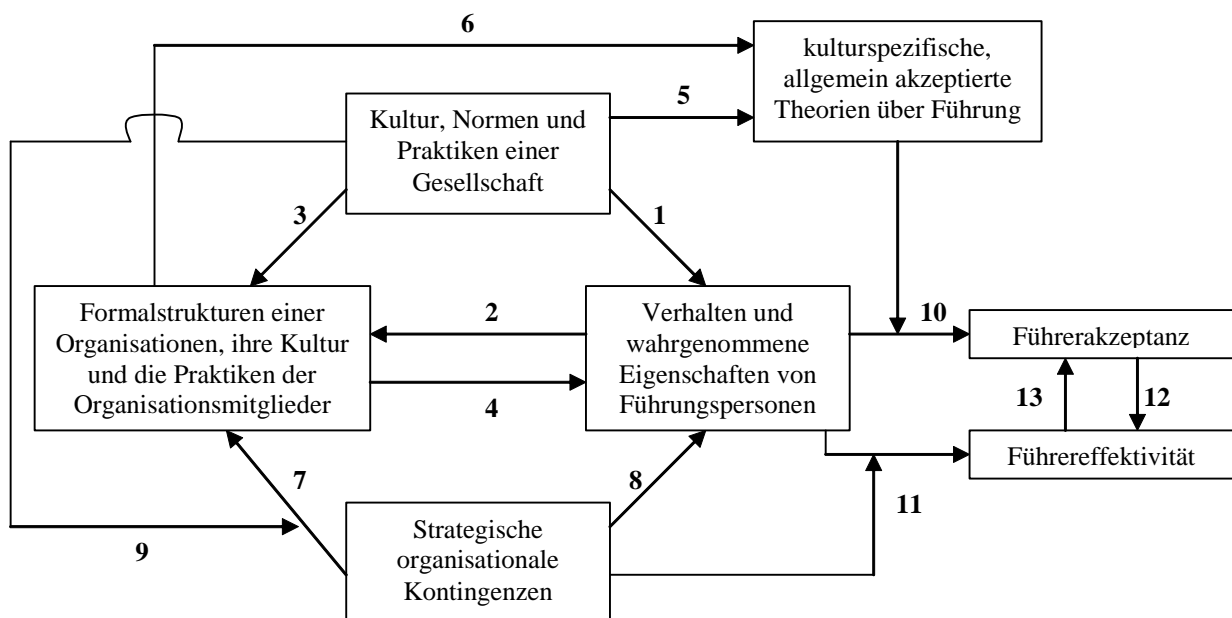 6
kulturspezifische,
allgemein akzeptierte
Theorien über Führung
5
Kultur, Normen und
Praktiken einer
Gesellschaft
3
1
Formalstrukturen einer
Organisationen, ihre Kultur
und die Praktiken der
Organisationsmitglieder
2
4
Verhalten und
wahrgenommene
Eigenschaften von
Führungspersonen
10
Führerakzeptanz
13
12
Führereffektivität
7
8
11
9
Strategische
organisationale
Kontingenzen